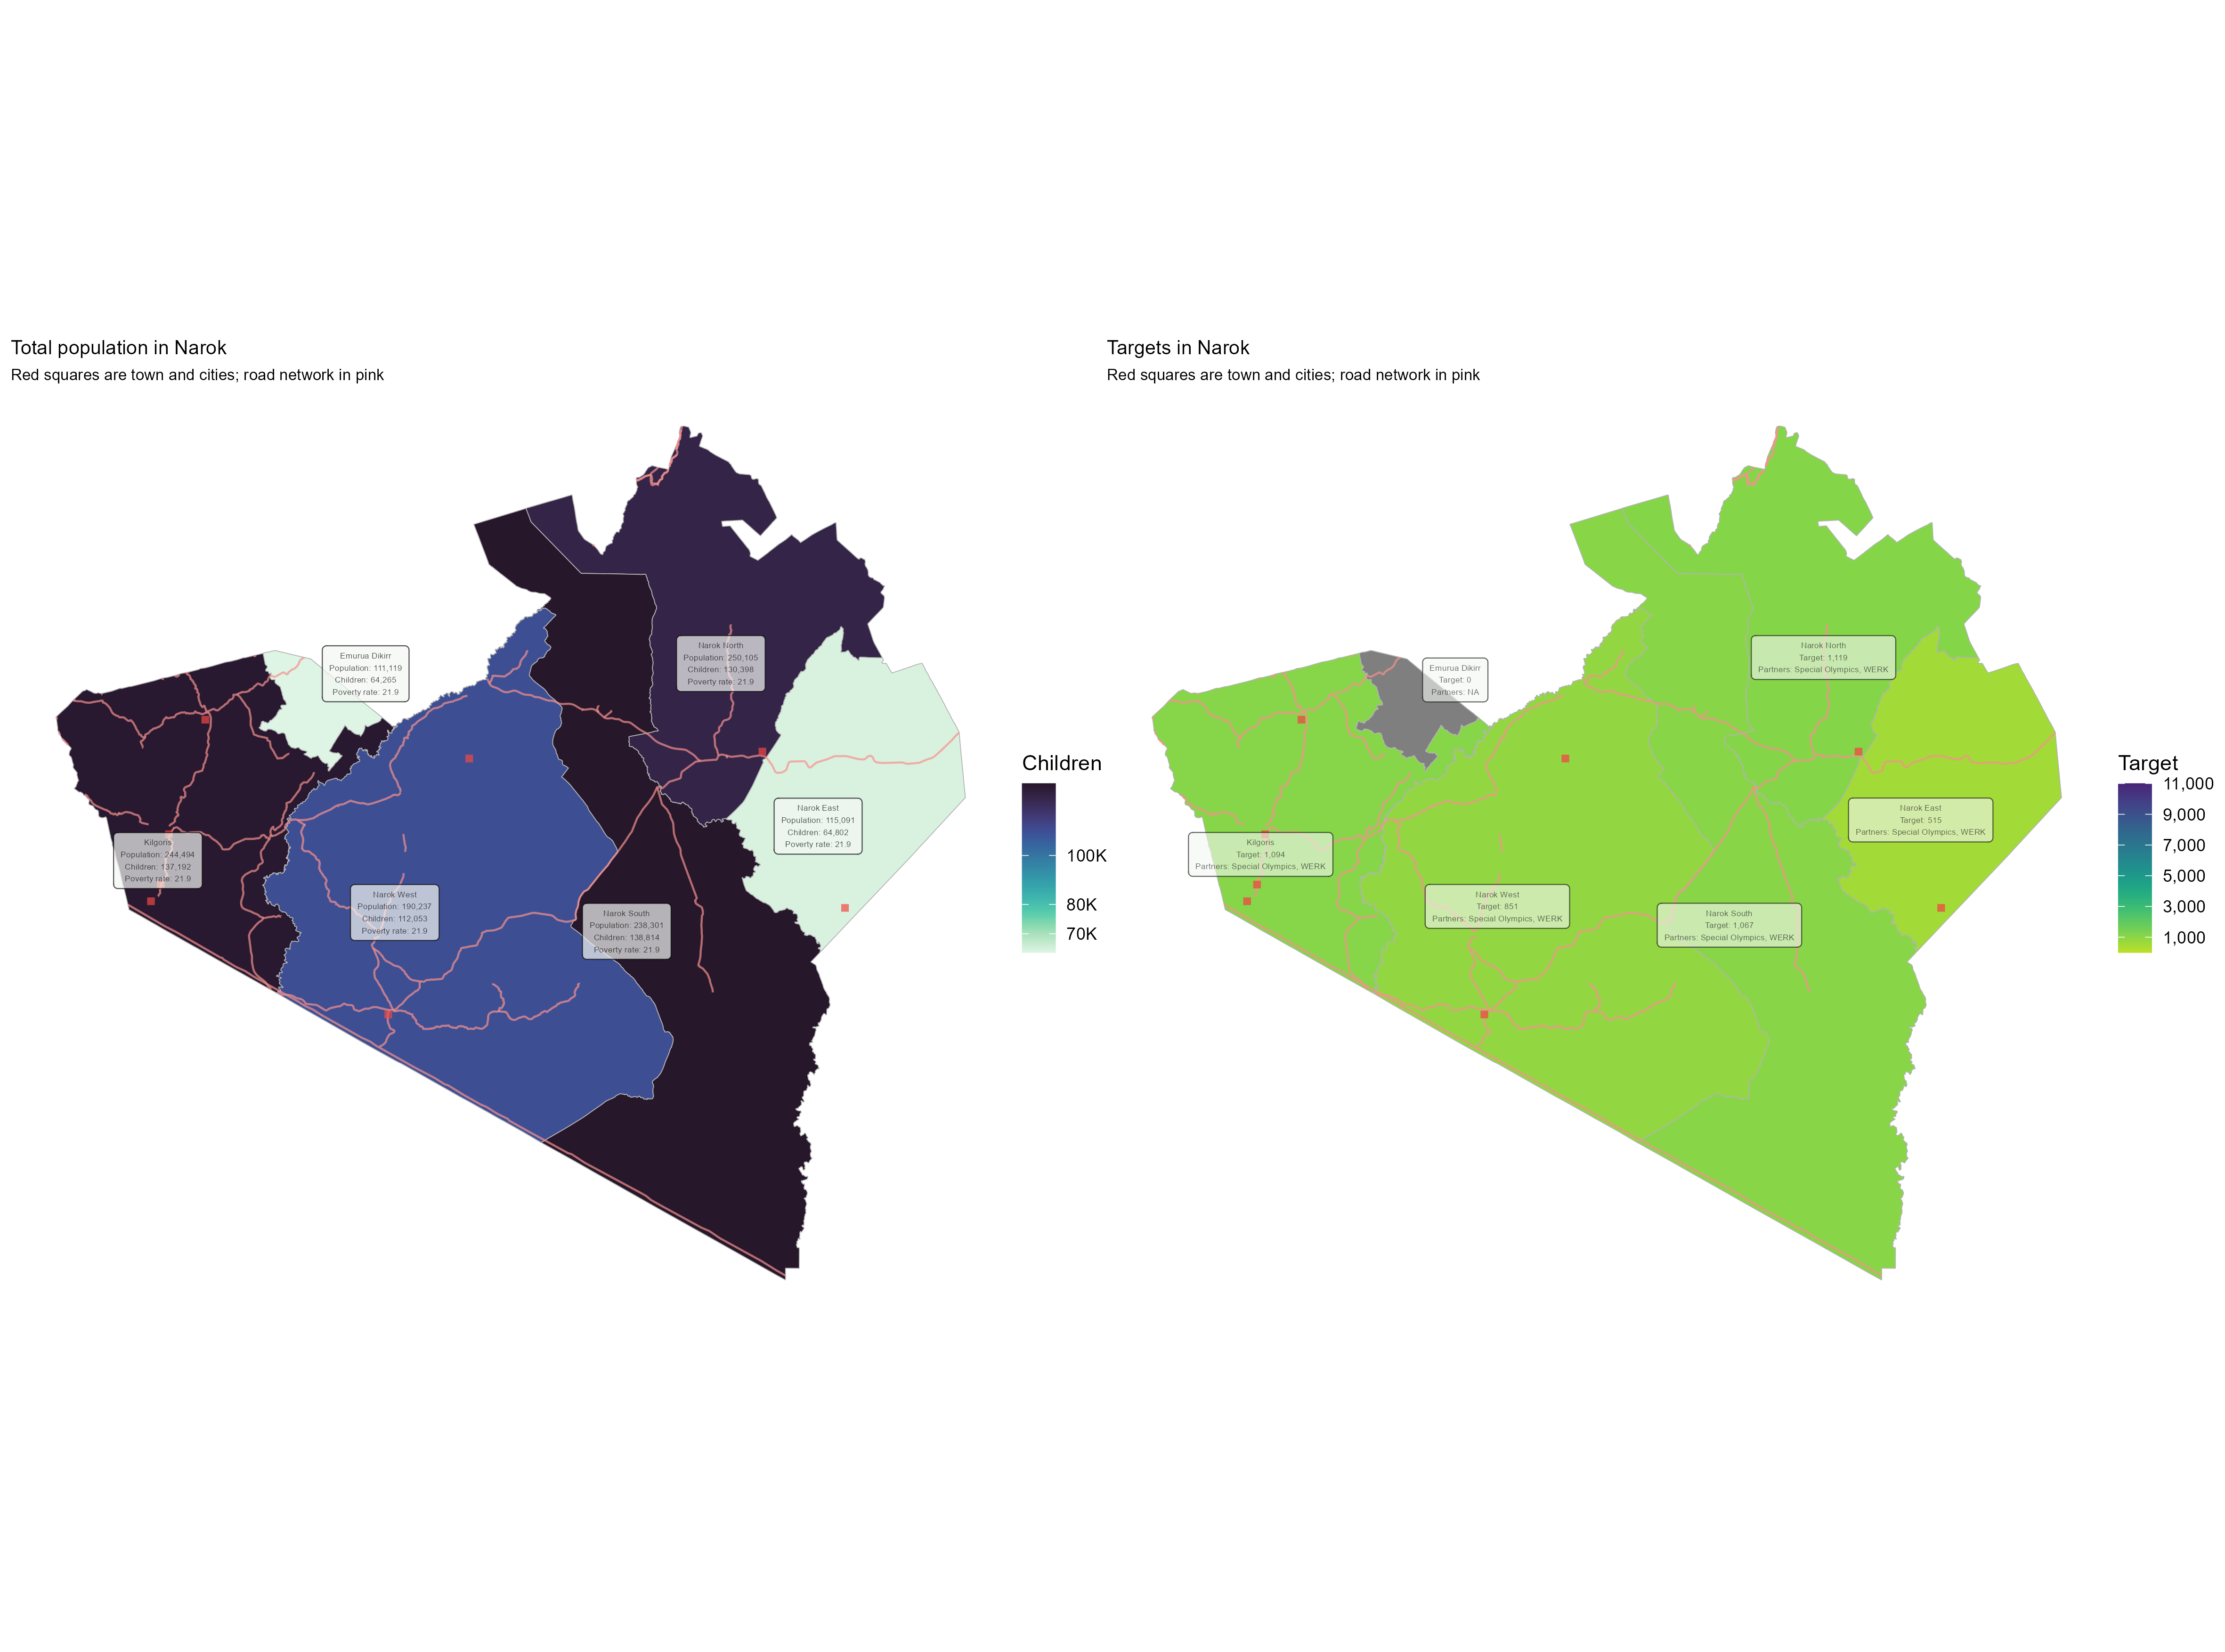 Total population in Narok
Red squares are town and cities; road network in pink
Emurua Dikirr
Population: 111,119
Children: 64,265
Poverty rate: 21.9
Narok North
Population: 250,105
Children: 130,398
Poverty rate: 21.9
Narok East
Population: 115,091
Children: 64,802
Poverty rate: 21.9
Kilgoris
Population: 244,494
Children: 137,192
Poverty rate: 21.9
Narok West
Population: 190,237
Children: 112,053
Poverty rate: 21.9
Narok South
Population: 238,301
Children: 138,814
Poverty rate: 21.9
Children
100K
80K
70K
Targets in Narok
Red squares are town and cities; road network in pink
Narok North
Target: 1,119
Partners: Special Olympics, WERK
Emurua Dikirr
Target: 0
Partners: NA
Narok East
Target: 515
Partners: Special Olympics, WERK
Kilgoris
Target: 1,094
Partners: Special Olympics, WERK
Narok West
Target: 851
Partners: Special Olympics, WERK
Narok South
Target: 1,067
Partners: Special Olympics, WERK
Target
11,000
9,000
7,000
5,000
3,000
1,000